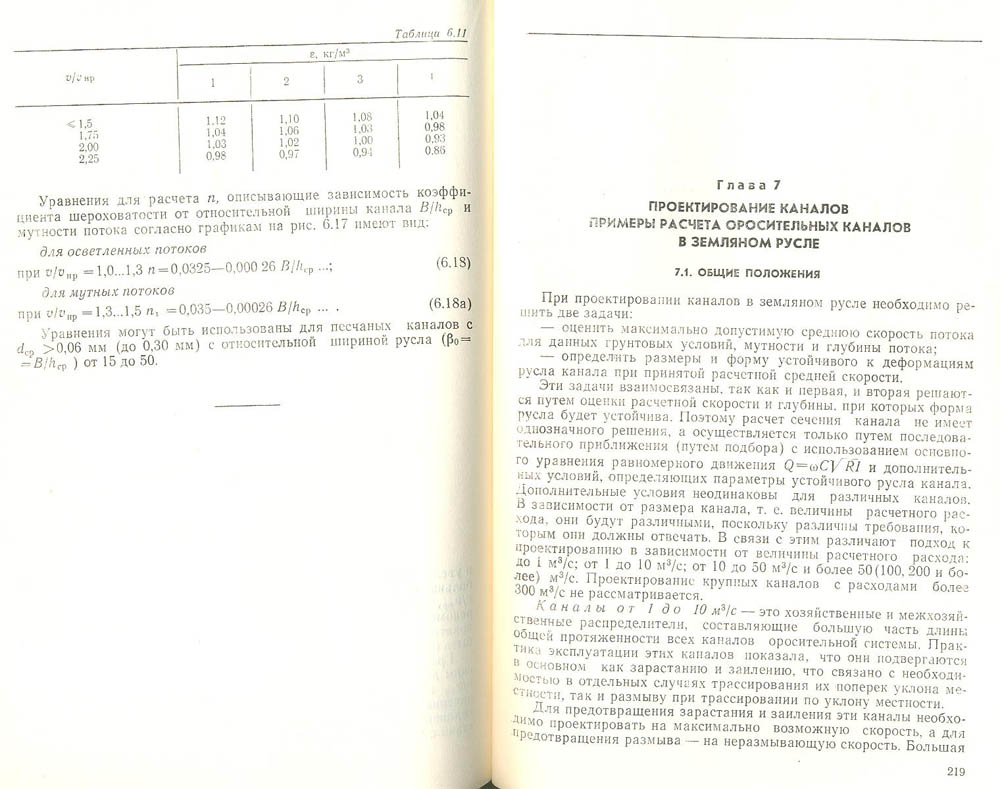 Таблица 6.11
v/v нр
ε, кг/м³
1 2 3
≤1,5 1,12 1,10 1,08 1,04
1,75 1,04 1,06 1,03 0,98
2,00 1,03 1,02 1,00 0,93
2,25 0,98 0,97 0,94 0.86
Уравнения для расчета n, описывающие зависимость коэффи-
циента шероховатости от относительной ширины канала B/hср и
мутности потока согласно графикам на рис. 6.17 имеют вид:
для осветленных потоков
при v/vнр =1,0...1,3 n=0,0325—0,000 26 B/hср ...; (6.18)
для мутных потоков
при v/vнр =1,3...1,5 n₁ =0,035—0,00026 B/hср ... . (6.18а)
Уравнения могут быть использованы для песчаных каналов с
dср >0,06 мм (до 0,30 мм) с относительной шириной русла (β₀=
=B/hср ) от 15 до 50.
Глава 7
ПРОЕКТИРОВАНИЕ КАНАЛОВ
ПРИМЕРЫ РАСЧЕТА ОРОСИТЕЛЬНЫХ КАНАЛОВ
В ЗЕМЛЯНОМ РУСЛЕ
7.1. ОБЩИЕ ПОЛОЖЕНИЯ
При проектировании каналов в земляном русле необходимо ре-
шить две задачи:
— оценить максимально допустимую среднюю скорость потока
для данных грунтовых условий, мутности и глубины потока;
— определять размеры и форму устойчивого к деформациям
русла канала при принятой расчетной средней скорости.
Эти задачи взаимосвязаны, так как и первая, и вторая решают-
ся путем оценки расчетной скорости и глубины, при которых форма
русла будет устойчива. Поэтому расчет сечения канала не имеет
однозначного решения, а осуществляется только путем последова-
тельного приближения (путем подбора) с использованием основно-
го уравнения равномерного движения Q=ωC√RI и дополнитель-
ных условий, определяющих параметры устойчивого русла канала.
Дополнительные условия неодинаковы для различных каналов.
В зависимости от размера канала, т. е. величины расчетного рас-
хода, они будут различными, поскольку различны требования, ко-
торым они должны отвечать. В связи с этим различают подход к
проектированию в зависимости от величины расчетного расхода:
до 1 м³/с; от 1 до 10 м³/с; от 10 до 50 м³/с и более 50(100, 200 и бо-
лее) м³/с. Проектирование крупных каналов с расходами более
300 м³/с не рассматривается.
Каналы от 1 до 10 м³/с — это хозяйственные и межхозяй-
ственные распределители, составляющие большую часть длины
общей протяженности всех каналов оросительной системы. Прак-
тика эксплуатации этих каналов показала, что они подвергаются
в основном как зарастанию и заилению, что связано с необходи-
мостью в отдельных случаях трассирования их поперек уклона ме-
стности, так и размыву при трассировании по уклону местности.
Для предотвращения зарастания и заиления эти каналы необхо-
димо проектировать на максимально возможную скорость, а для
предотвращения размыва — на неразмывающую скорость. Большая
219